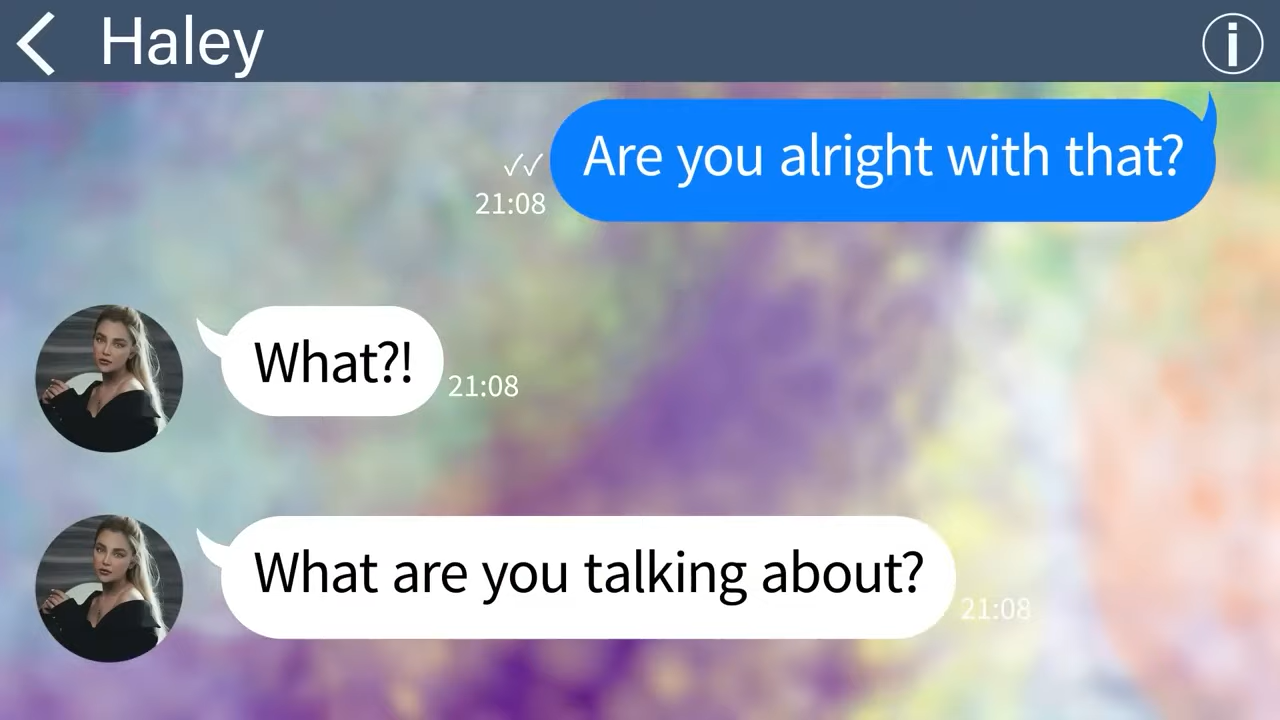 Haley
Are you alright with that?
✓✓
21:08
What?!
21:08
What are you talking about?
21:08